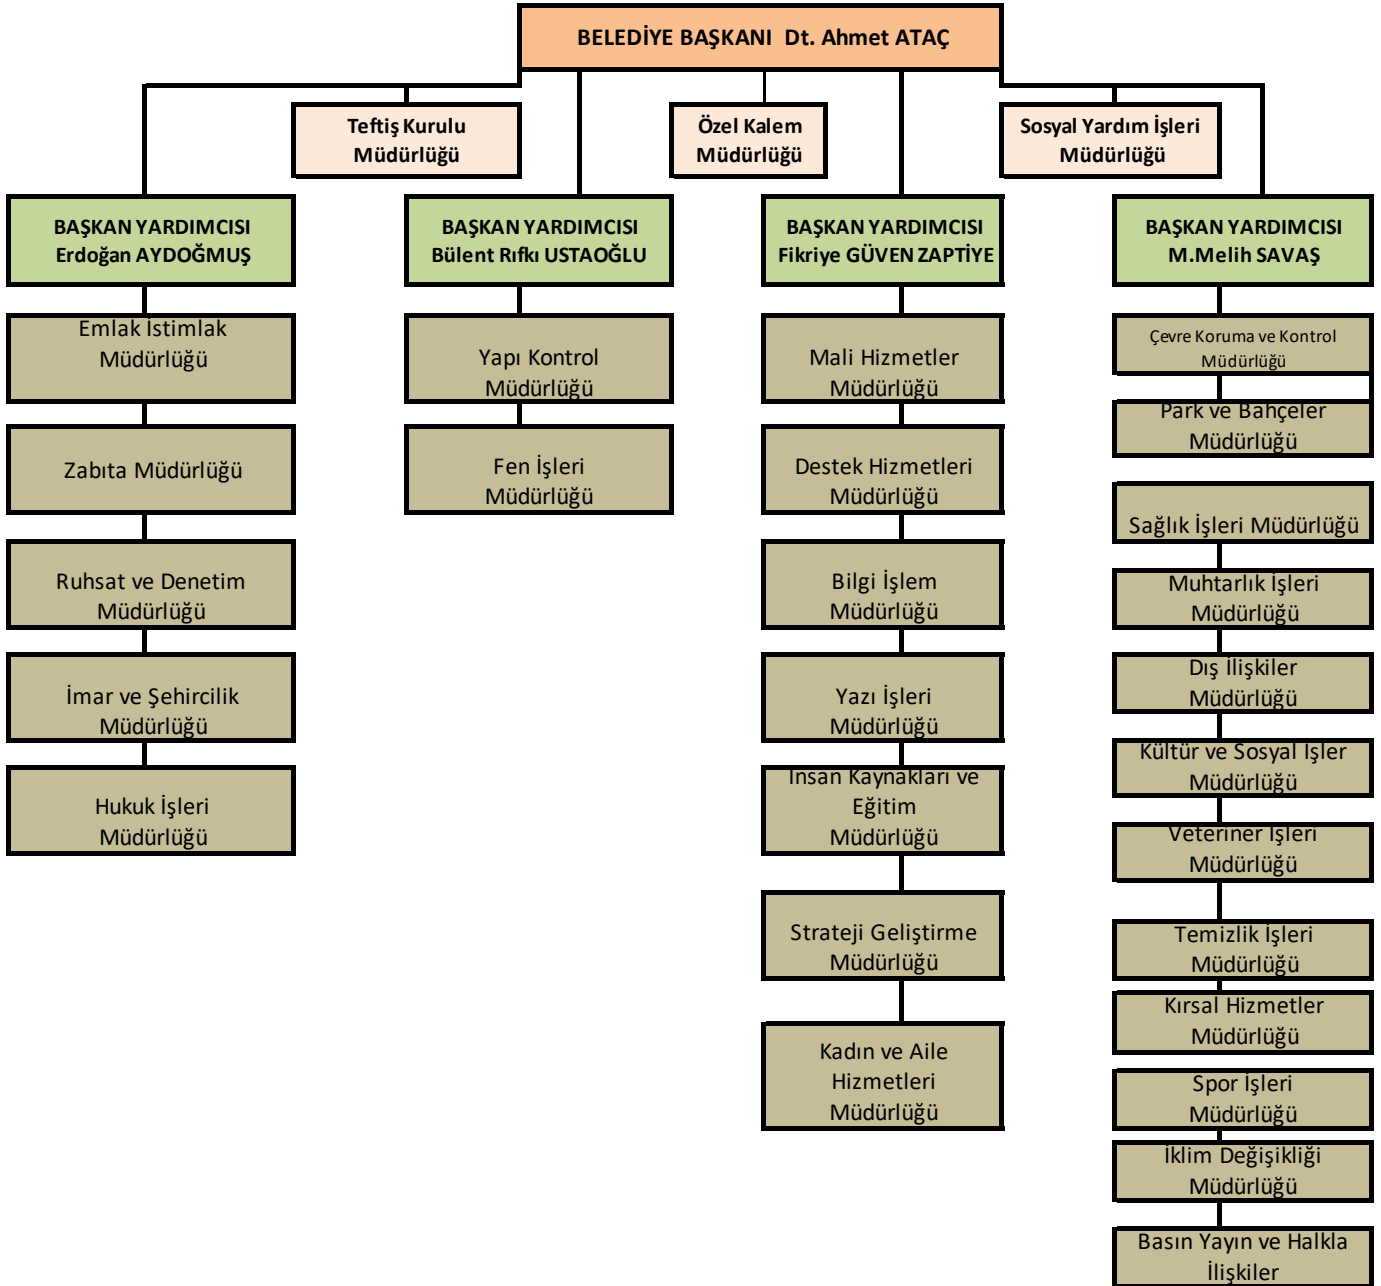 BELEDİYE BAŞKANI Dt. Ahmet ATAÇ
Teftiş Kurulu
Müdürlüğü
Özel Kalem
Müdürlüğü
Sosyal Yardım İşleri
Müdürlüğü
BAŞKAN YARDIMCISI
Erdoğan AYDOĞMUŞ
Emlak İstimlak
Müdürlüğü
Zabıta Müdürlüğü
Ruhsat ve Denetim
Müdürlüğü
İmar ve Şehircilik
Müdürlüğü
Hukuk İşleri
Müdürlüğü
BAŞKAN YARDIMCISI
Bülent Rıfkı USTAOĞLU
Yapı Kontrol
Müdürlüğü
Fen İşleri
Müdürlüğü
BAŞKAN YARDIMCISI
Fikriye GÜVEN ZAPTİYE
Mali Hizmetler
Müdürlüğü
Destek Hizmetleri
Müdürlüğü
Bilgi İşlem
Müdürlüğü
Yazı İşleri
Müdürlüğü
İnsan Kaynakları ve
Eğitim
Müdürlüğü
Strateji Geliştirme
Müdürlüğü
Kadın ve Aile
Hizmetleri
Müdürlüğü
BAŞKAN YARDIMCISI
M.Melih SAVAŞ
Çevre Koruma ve Kontrol
Müdürlüğü
Park ve Bahçeler
Müdürlüğü
Sağlık İşleri Müdürlüğü
Muhtarlık İşleri
Müdürlüğü
Dış İlişkiler
Müdürlüğü
Kültür ve Sosyal İşler
Müdürlüğü
Veteriner İşleri
Müdürlüğü
Temizlik İşleri
Müdürlüğü
Kırsal Hizmetler
Müdürlüğü
Spor İşleri
Müdürlüğü
İklim Değişikliği
Müdürlüğü
Basın Yayın ve Halkla
İlişkiler